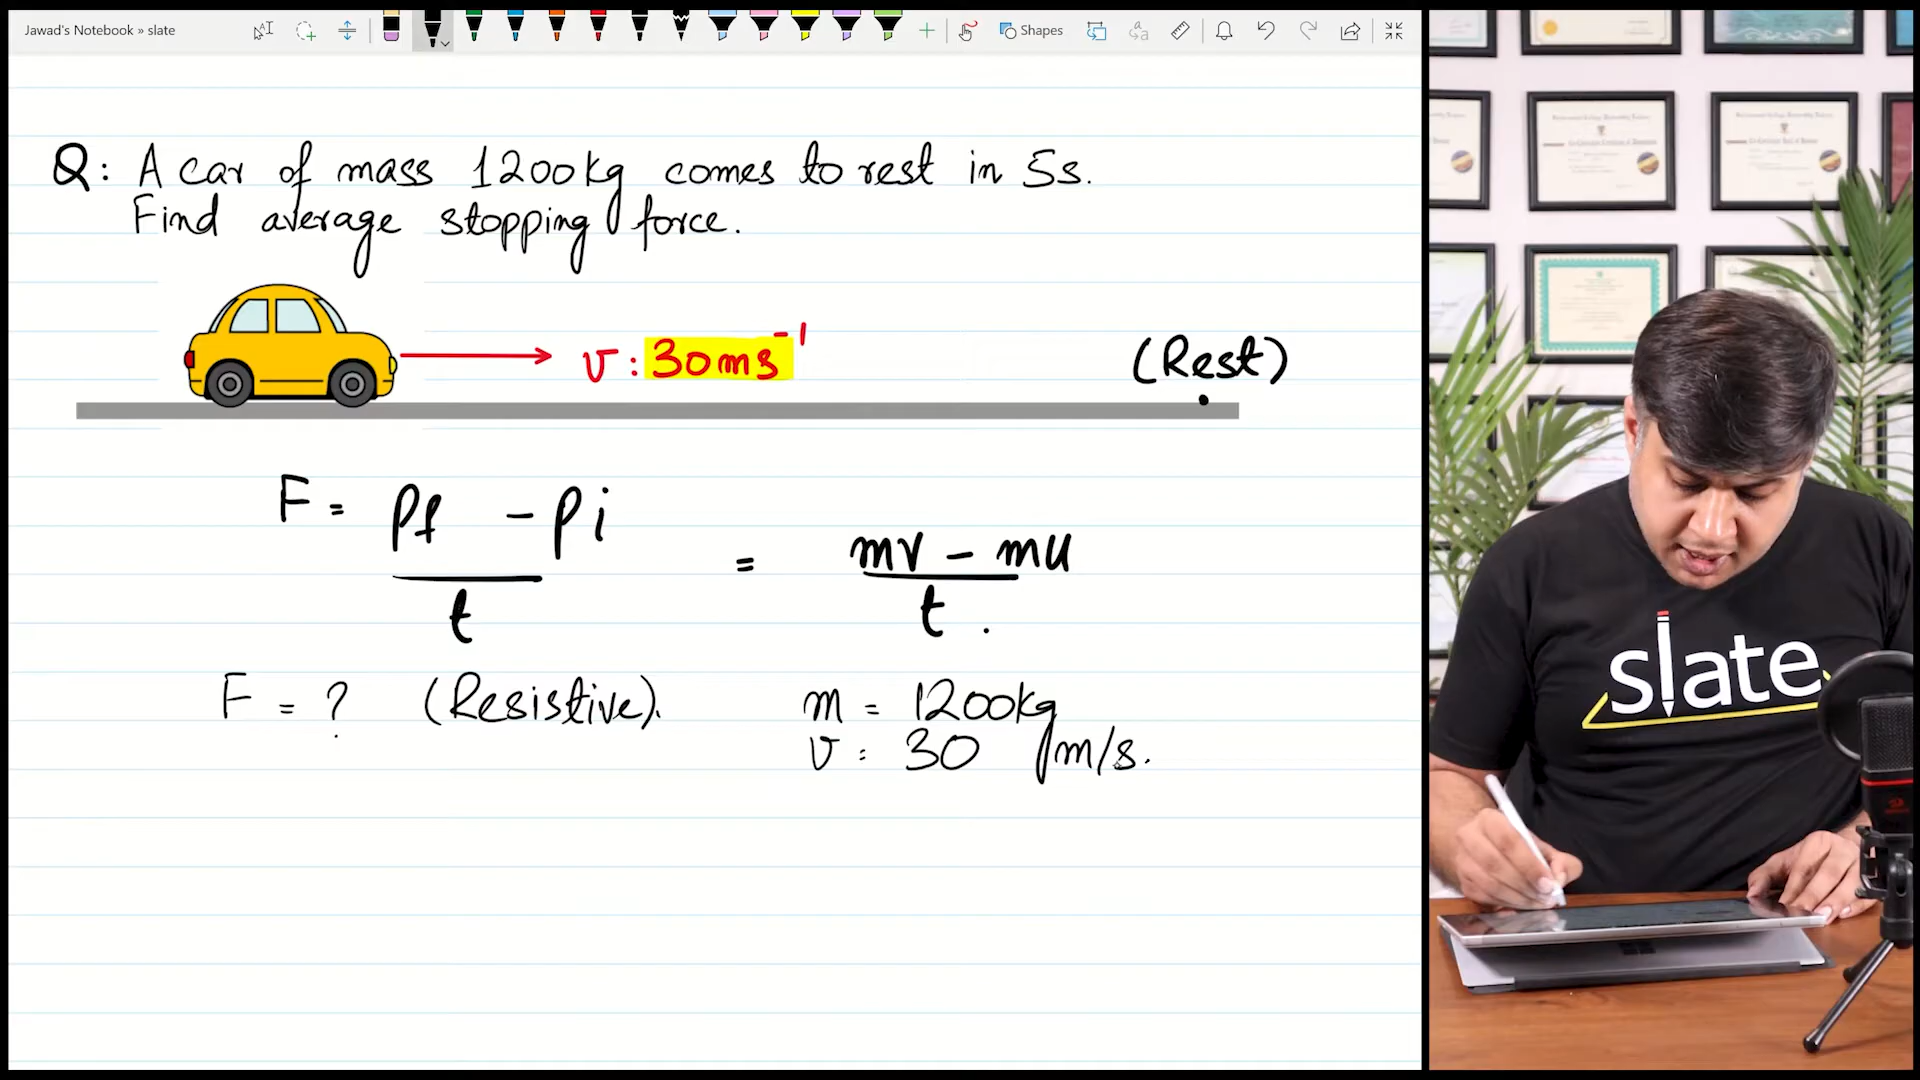 Jawad's Notebook » slate
Shapes
Q: A car of mass 1200kg comes to rest in 5s.
Find average stopping force.
v: 30ms⁻¹
(Rest)
F = pf - pi / t = mv - mu / t.
F = ? (Resistive). m = 1200kg
v = 30 m/s.
slate